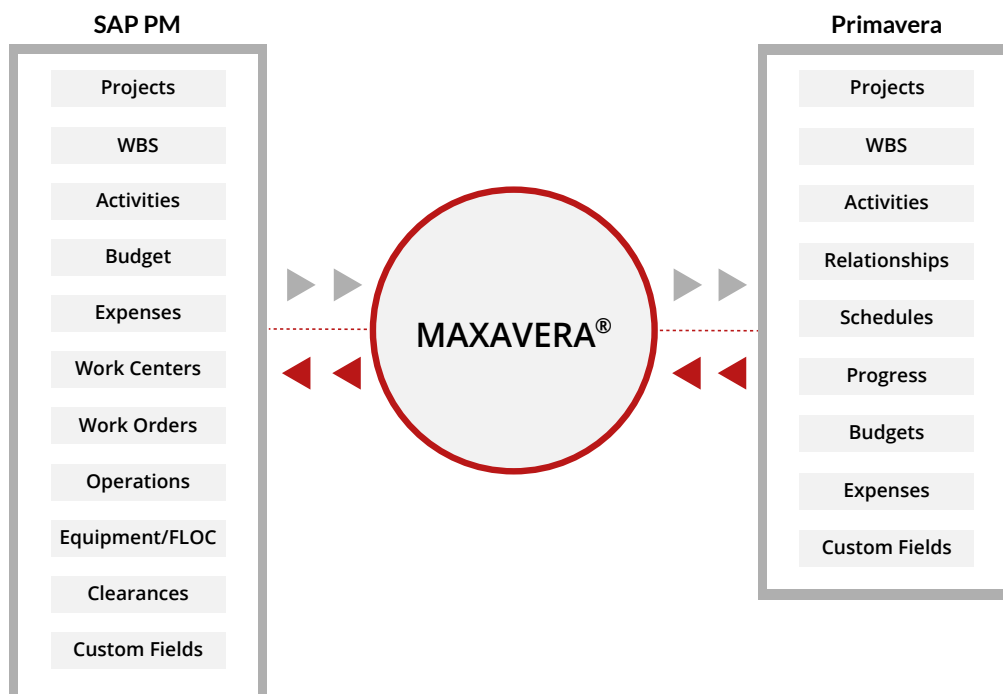 SAP PM
Projects
WBS
Activities
Budget
Expenses
Work Centers
Work Orders
Operations
Equipment/FLOC
Clearances
Custom Fields
MAXAVERA®
Primavera
Projects
WBS
Activities
Relationships
Schedules
Progress
Budgets
Expenses
Custom Fields